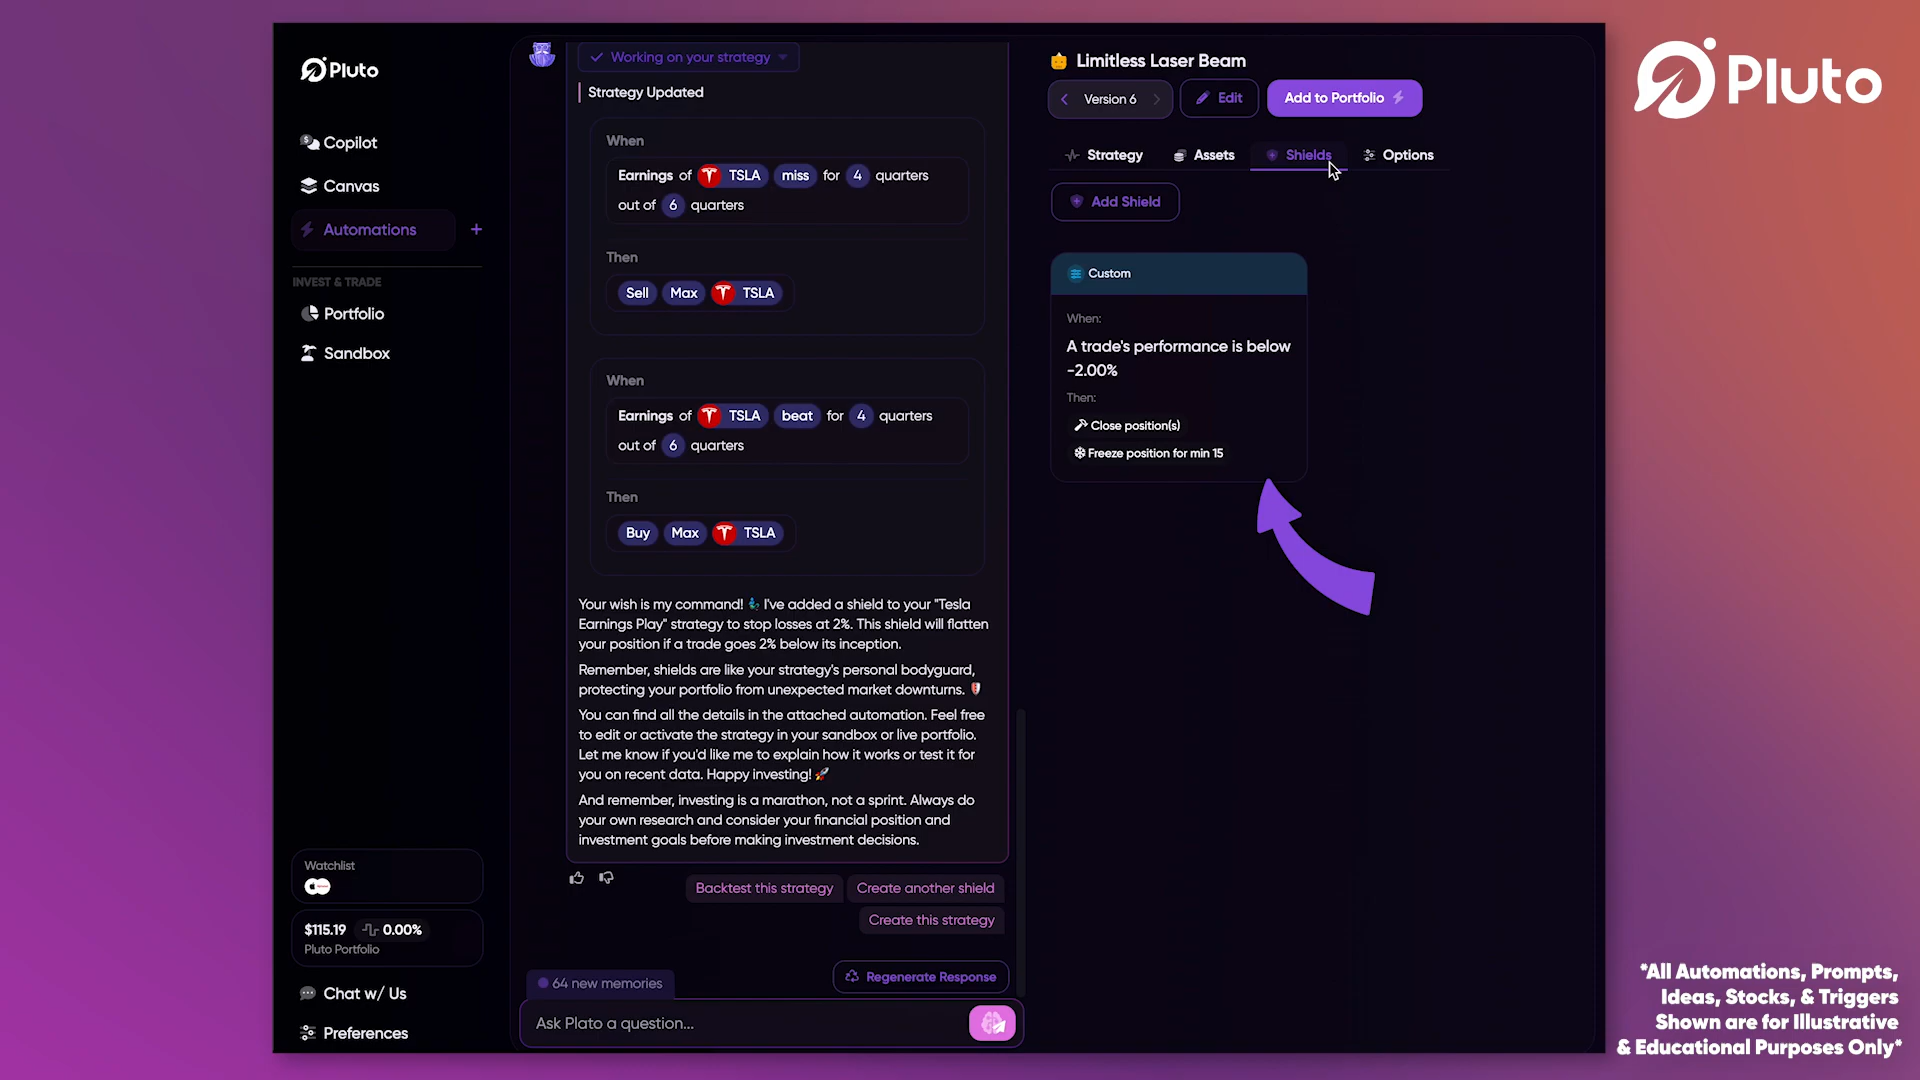 Pluto
Copilot
Canvas
Automations +
INVEST & TRADE
Portfolio
Sandbox
Watchlist
$115.19 0.00%
Pluto Portfolio
Chat w/ Us
Preferences
Working on your strategy
Strategy Updated
When
Earnings of TSLA miss for 4 quarters
out of 6 quarters
Then
Sell Max TSLA
When
Earnings of TSLA beat for 4 quarters
out of 6 quarters
Then
Buy Max TSLA
Your wish is my command! I've added a shield to your "Tesla
Earnings Play" strategy to stop losses at 2%. This shield will flatten
your position if a trade goes 2% below its inception.
Remember, shields are like your strategy's personal bodyguard,
protecting your portfolio from unexpected market downturns.
You can find all the details in the attached automation. Feel free
to edit or activate the strategy in your sandbox or live portfolio.
Let me know if you'd like me to explain how it works or test it for
you on recent data. Happy investing!
And remember, investing is a marathon, not a sprint. Always do
your own research and consider your financial position and
investment goals before making investment decisions.
Backtest this strategy Create another shield
Create this strategy
64 new memories
Regenerate Response
Ask Plato a question...
Limitless Laser Beam
Version 6 Edit Add to Portfolio
Strategy Assets Shields Options
Add Shield
Custom
When:
A trade's performance is below
-2.00%
Then:
Close position(s)
Freeze position for min 15
Pluto
*All Automations, Prompts,
Ideas, Stocks, & Triggers
Shown are for Illustrative
& Educational Purposes Only*